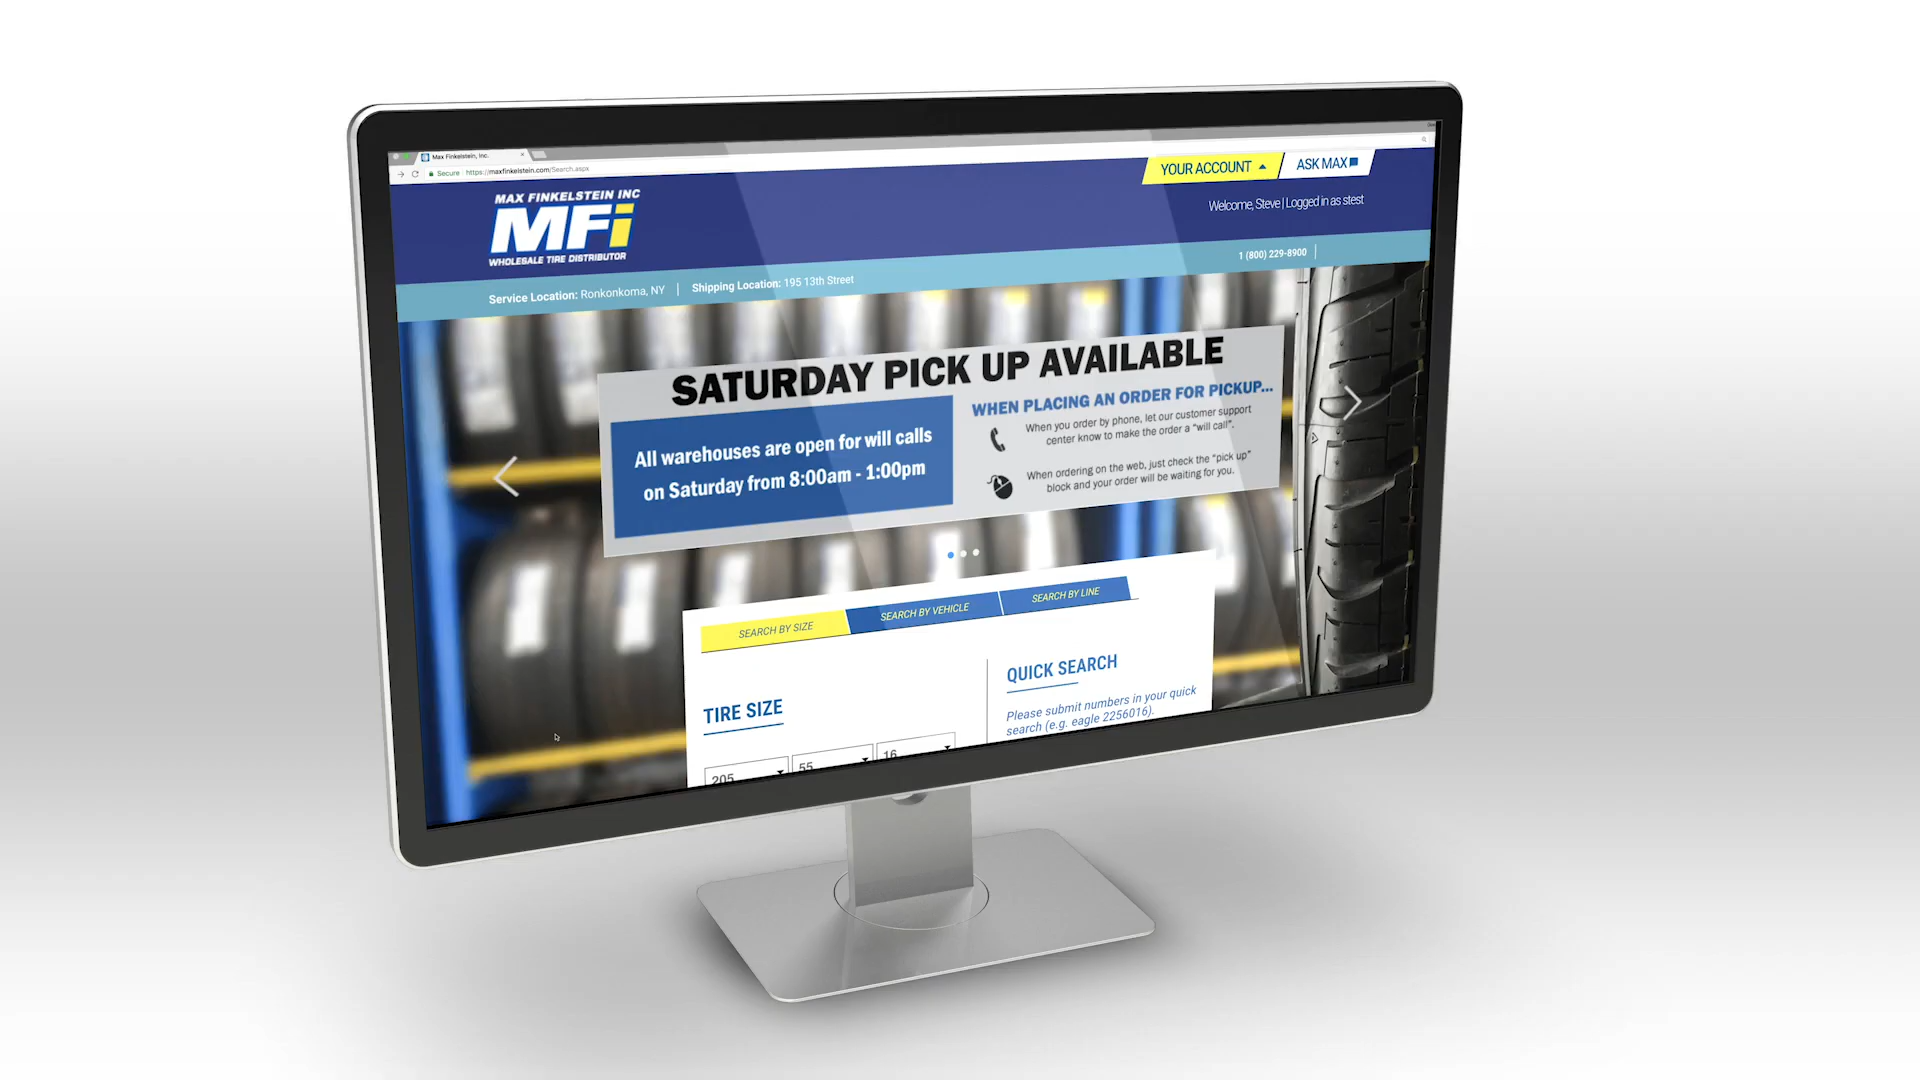 Max Finkelstein, Inc.
Secure https://maxfinkelstein.com/Search.aspx
YOUR ACCOUNT
ASK MAX
MAX FINKELSTEIN INC
MFi
WHOLESALE TIRE DISTRIBUTOR
Welcome, Steve | Logged in as stest
1 (800) 229-8900
Service Location: Ronkonkoma, NY | Shipping Location: 195 13th Street
SATURDAY PICK UP AVAILABLE
All warehouses are open for will calls
on Saturday from 8:00am - 1:00pm
WHEN PLACING AN ORDER FOR PICKUP...
When you order by phone, let our customer support
center know to make the order a “will call”.
When ordering on the web, just check the “pick up”
block and your order will be waiting for you.
SEARCH BY SIZE
SEARCH BY VEHICLE
SEARCH BY LINE
TIRE SIZE
205
55
16
QUICK SEARCH
Please submit numbers in your quick
search (e.g. eagle 2256016).